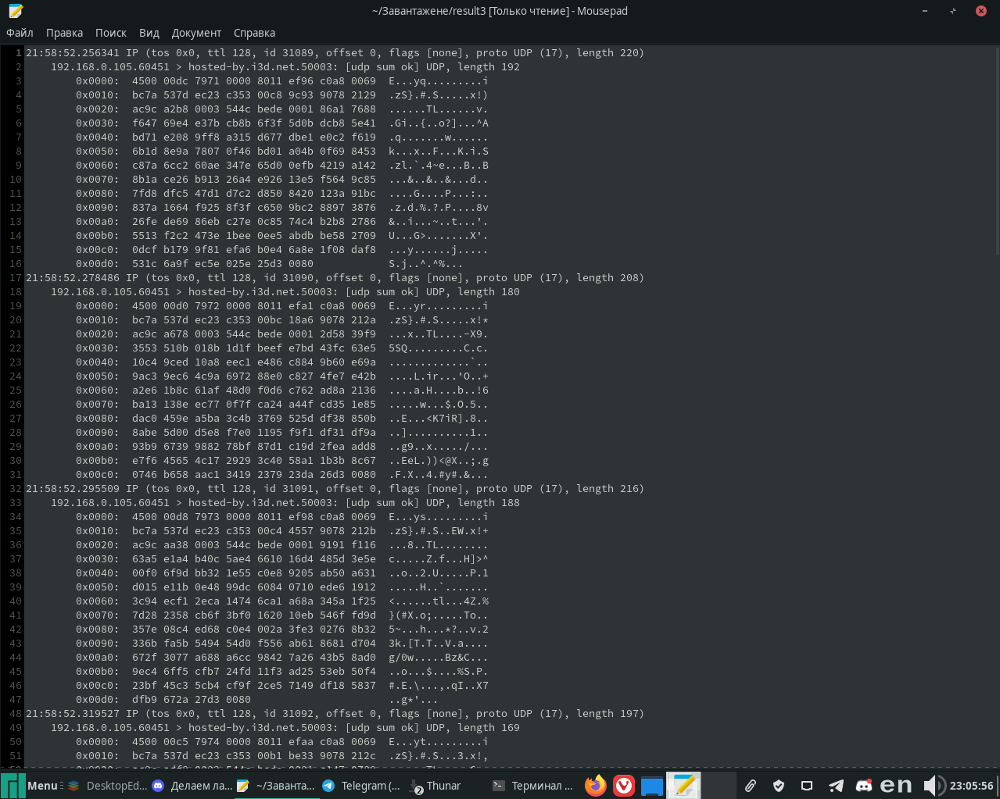 ~/Завантажене/result3 [Только чтение] - Mousepad
Файл Правка Поиск Вид Документ Справка
1 21:58:52.256341 IP (tos 0x0, ttl 128, id 31089, offset 0, flags [none], proto UDP (17), length 220)
2 192.168.0.105.60451 > hosted-by.i3d.net.50003: [udp sum ok] UDP, length 192
3 0x0000: 4500 00dc 7971 0000 8011 ef96 c0a8 0069 E...yq.........i
4 0x0010: bc7a 537d ec23 c353 00c8 9c93 9078 2129 .zS}.#.S.....x!)
5 0x0020: ac9c a2b8 0003 544c bede 0001 86a1 7688 ......TL......v.
6 0x0030: f647 69e4 e37b cb8b 6f3f 5d0b dcb8 5e41 .Gi..{..o?]...^A
7 0x0040: bd71 e208 9ff8 a315 d677 dbe1 e0c2 f619 .q.......w......
8 0x0050: 6b1d 8e9a 7807 0f46 bd01 a04b 0f69 8453 k...x..F...K.i.S
9 0x0060: c87a 6cc2 60ae 347e 65d0 0efb 4219 a142 .zl.`.4~e...B..B
10 0x0070: 8b1a ce26 b913 26a4 e926 13e5 f564 9c85 ...&..&..&...d..
11 0x0080: 7fd8 dfc5 47d1 d7c2 d850 8420 123a 91bc ....G....P...:..
12 0x0090: 837a 1664 f925 8f3f c650 9bc2 8897 3876 .z.d.%.?.P....8v
13 0x00a0: 26fe de69 86eb c27e 0c85 74c4 b2b8 2786 &..i...~..t...'.
14 0x00b0: 5513 f2c2 473e 1bee 0ee5 abdb be58 2709 U...G>.......X'.
15 0x00c0: 0dcf b179 9f81 efa6 b0e4 6a8e 1f08 daf8 ...y......j.....
16 0x00d0: 531c 6a9f ec5e 025e 25d3 0080 S.j..^.^%...
17 21:58:52.278486 IP (tos 0x0, ttl 128, id 31090, offset 0, flags [none], proto UDP (17), length 208)
18 192.168.0.105.60451 > hosted-by.i3d.net.50003: [udp sum ok] UDP, length 180
19 0x0000: 4500 00d0 7972 0000 8011 efa1 c0a8 0069 E...yr.........i
20 0x0010: bc7a 537d ec23 c353 00bc 18a6 9078 212a .zS}.#.S.....x!*
21 0x0020: ac9c a678 0003 544c bede 0001 2d58 39f9 ...x..TL....-X9.
22 0x0030: 3553 510b 018b 1d1f beef e7bd 43fc 63e5 5SQ.........C.c.
23 0x0040: 10c4 9ced 10a8 eec1 e486 c884 9b60 e69a .............`..
24 0x0050: 9ac3 9ec6 4c9a 6972 88e0 c827 4fe7 e42b ....L.ir...'O..+
25 0x0060: a2e6 1b8c 61af 48d0 f0d6 c762 ad8a 2136 ....a.H....b..!6
26 0x0070: ba13 138e ec77 0f7f ca24 a44f cd35 1e85 .....w...$.O.5..
27 0x0080: dac0 459e a5ba 3c4b 3769 525d df38 850b ..E...<K7iR].8..
28 0x0090: 8abe 5d00 d5e8 f7e0 1195 f9f1 df31 df9a ..]..........1..
29 0x00a0: 93b9 6739 9882 78bf 87d1 c19d 2fea add8 ..g9..x...../...
30 0x00b0: e7f6 4565 4c17 2929 3c40 58a1 1b3b 8c67 ..EeL.))<@X..;.g
31 0x00c0: 0746 b658 aac1 3419 2379 23da 26d3 0080 .F.X..4.#y#.&...
32 21:58:52.295509 IP (tos 0x0, ttl 128, id 31091, offset 0, flags [none], proto UDP (17), length 216)
33 192.168.0.105.60451 > hosted-by.i3d.net.50003: [udp sum ok] UDP, length 188
34 0x0000: 4500 00d8 7973 0000 8011 ef98 c0a8 0069 E...ys.........i
35 0x0010: bc7a 537d ec23 c353 00c4 4557 9078 212b .zS}.#.S..EW.x!+
36 0x0020: ac9c aa38 0003 544c bede 0001 9191 f116 ...8..TL........
37 0x0030: 63a5 e1a4 b40c 5ae4 6610 16d4 485d 3e5e c.....Z.f...H]>^
38 0x0040: 00f0 6f9d bb32 1e55 c0e8 9205 ab50 a631 ..o..2.U.....P.1
39 0x0050: d015 e11b 0e48 99dc 6084 0710 ede6 1912 .....H..`.......
40 0x0060: 3c94 ecf1 2eca 1474 6ca1 a68a 345a 1f25 <......tl...4Z.%
41 0x0070: 7d28 2358 cb6f 3bf0 1620 10eb 546f fd9d }(#X.o;.....To..
42 0x0080: 357e 08c4 ed68 c0e4 002a 3fe3 0276 8b32 5~...h...*?..v.2
43 0x0090: 336b fa5b 5494 54d0 f556 ab61 8681 d704 3k.[T.T..V.a....
44 0x00a0: 672f 3077 a688 a6cc 9842 7a26 43b5 8ad0 g/0w.....Bz&C...
45 0x00b0: 9ec4 6ff5 cfb7 24fd 11f3 ad25 53eb 50f4 ..o...$....%S.P.
46 0x00c0: 23bf 45c3 5cb4 cf9f 2ce5 7149 df18 5837 #.E.\...,.qI..X7
47 0x00d0: dfb9 672a 27d3 0080 ..g*'...
48 21:58:52.319527 IP (tos 0x0, ttl 128, id 31092, offset 0, flags [none], proto UDP (17), length 197)
49 192.168.0.105.60451 > hosted-by.i3d.net.50003: [udp sum ok] UDP, length 169
50 0x0000: 4500 00c5 7974 0000 8011 efaa c0a8 0069 E...yt.........i
51 0x0010: bc7a 537d ec23 c353 00b1 be33 9078 212c .zS}.#.S...3.x!,
Menu DesktopEd... Делаем ла... ~/Заванта... Telegram (... 2 Thunar Терминал ... en 23:05:56